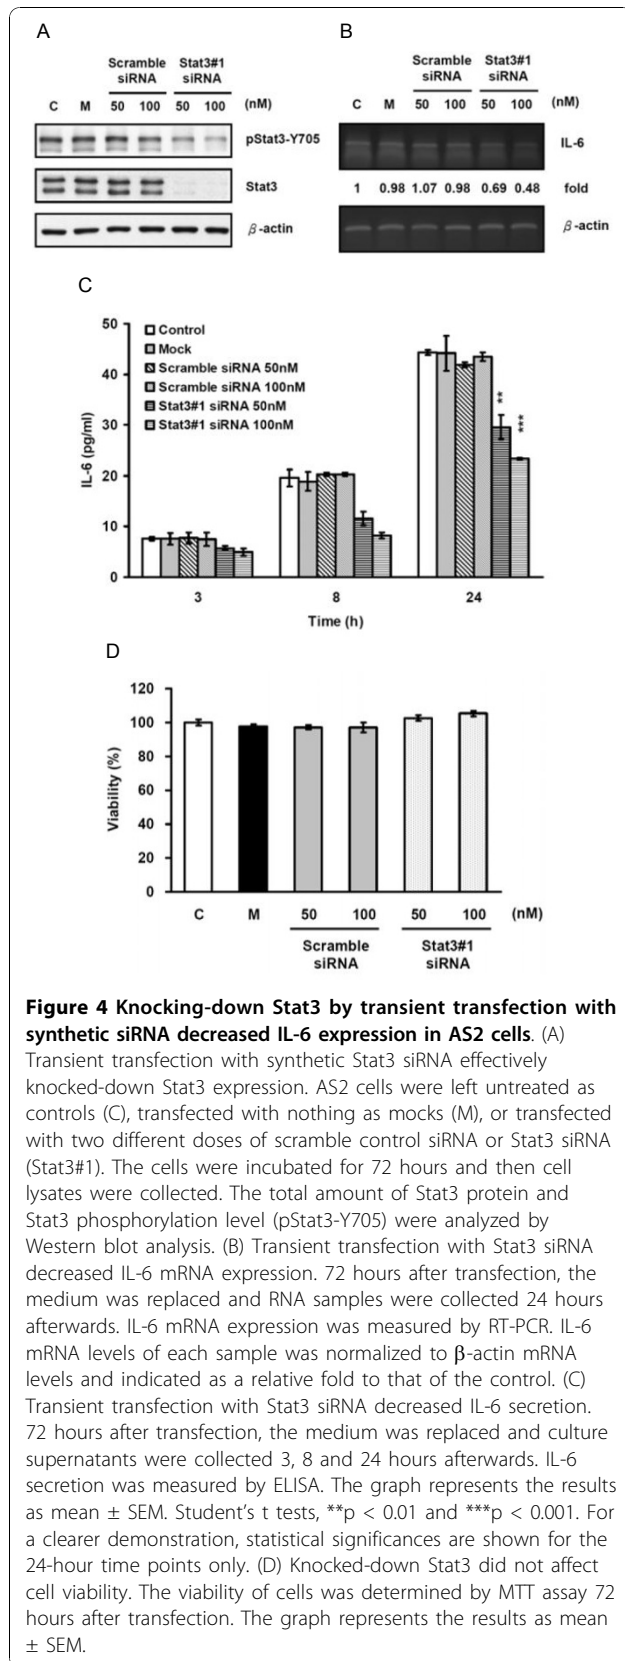 A
Scramble siRNA
Stat3#1 siRNA
C M 50 100 50 100 (nM)
pStat3-Y705
Stat3
β-actin
B
Scramble siRNA
Stat3#1 siRNA
C M 50 100 50 100 (nM)
IL-6
1 0.98 1.07 0.98 0.69 0.48 fold
β-actin
C
IL-6 (pg/ml)
50
40
30
20
10
0
Control
Mock
Scramble siRNA 50nM
Scramble siRNA 100nM
Stat3#1 siRNA 50nM
Stat3#1 siRNA 100nM
**
***
3 8 24
Time (h)
D
Viability (%)
120
100
80
60
40
20
0
C M 50 100 50 100 (nM)
Scramble siRNA
Stat3#1 siRNA
Figure 4 Knocking-down Stat3 by transient transfection with
synthetic siRNA decreased IL-6 expression in AS2 cells. (A)
Transient transfection with synthetic Stat3 siRNA effectively
knocked-down Stat3 expression. AS2 cells were left untreated as
controls (C), transfected with nothing as mocks (M), or transfected
with two different doses of scramble control siRNA or Stat3 siRNA
(Stat3#1). The cells were incubated for 72 hours and then cell
lysates were collected. The total amount of Stat3 protein and
Stat3 phosphorylation level (pStat3-Y705) were analyzed by
Western blot analysis. (B) Transient transfection with Stat3 siRNA
decreased IL-6 mRNA expression. 72 hours after transfection, the
medium was replaced and RNA samples were collected 24 hours
afterwards. IL-6 mRNA expression was measured by RT-PCR. IL-6
mRNA levels of each sample was normalized to β-actin mRNA
levels and indicated as a relative fold to that of the control. (C)
Transient transfection with Stat3 siRNA decreased IL-6 secretion.
72 hours after transfection, the medium was replaced and culture
supernatants were collected 3, 8 and 24 hours afterwards. IL-6
secretion was measured by ELISA. The graph represents the results
as mean ± SEM. Student's t tests, **p < 0.01 and ***p < 0.001. For
a clearer demonstration, statistical significances are shown for the
24-hour time points only. (D) Knocked-down Stat3 did not affect
cell viability. The viability of cells was determined by MTT assay 72
hours after transfection. The graph represents the results as mean
± SEM.